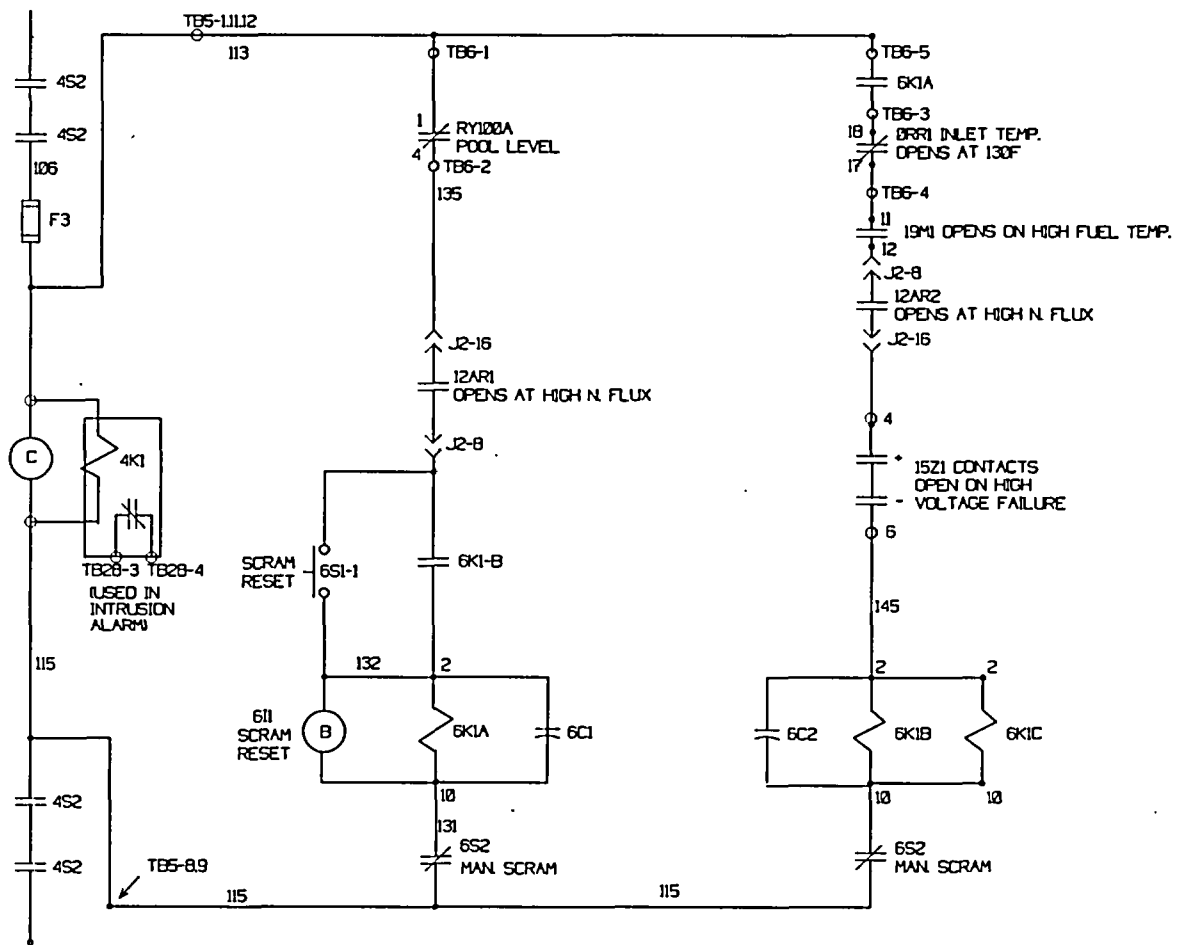 TB5-1,11,12
113
4S2
4S2
106
F3
TB6-1
1
RY100A
POOL LEVEL
4
TB6-2
135
TB6-5
6K1A
TB6-3
18
ØRR1 INLET TEMP.
OPENS AT 130F
17
TB6-4
11
19M1 OPENS ON HIGH FUEL TEMP.
12
J2-8
12AR2
OPENS AT HIGH N. FLUX
J2-16
J2-16
12AR1
OPENS AT HIGH N. FLUX
J2-8
C
4K1
TB28-3 TB28-4
(USED IN
INTRUSION
ALARM)
4
+
15Z1 CONTACTS
OPEN ON HIGH
- VOLTAGE FAILURE
6
SCRAM
RESET
6S1-1
6K1-B
145
115
132
2
6I1
SCRAM
RESET
B
6K1A
6C1
10
131
2
2
6C2
6K1B
6K1C
10
10
4S2
4S2
6S2
MAN. SCRAM
6S2
MAN. SCRAM
TB5-8,9
115
115